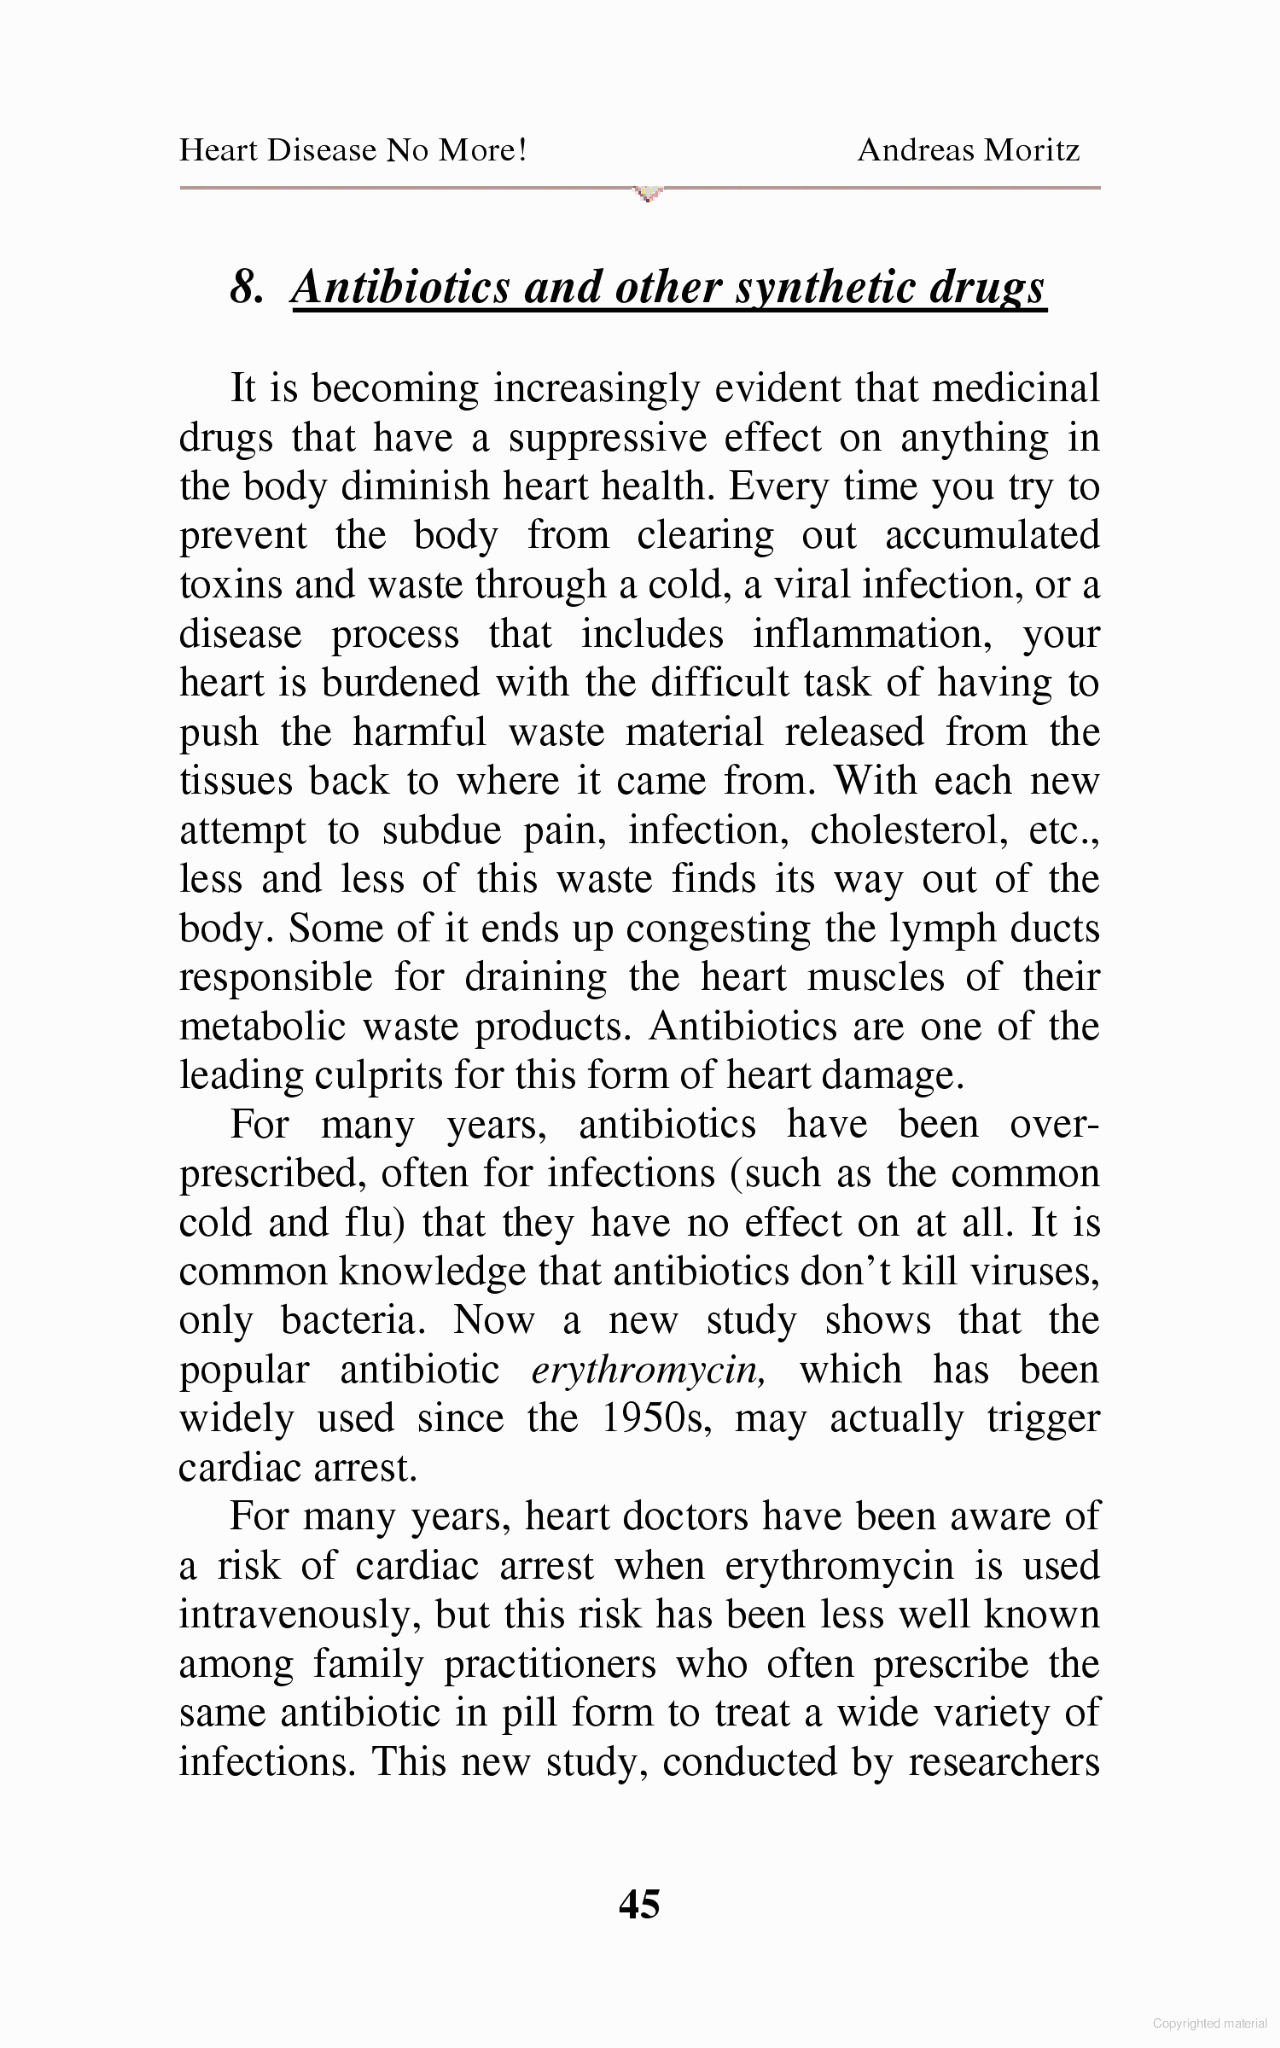 Heart Disease No More! Andreas Moritz
8. Antibiotics and other synthetic drugs
It is becoming increasingly evident that medicinal
drugs that have a suppressive effect on anything in
the body diminish heart health. Every time you try to
prevent the body from clearing out accumulated
toxins and waste through a cold, a viral infection, or a
disease process that includes inflammation, your
heart is burdened with the difficult task of having to
push the harmful waste material released from the
tissues back to where it came from. With each new
attempt to subdue pain, infection, cholesterol, etc.,
less and less of this waste finds its way out of the
body. Some of it ends up congesting the lymph ducts
responsible for draining the heart muscles of their
metabolic waste products. Antibiotics are one of the
leading culprits for this form of heart damage.
For many years, antibiotics have been over-
prescribed, often for infections (such as the common
cold and flu) that they have no effect on at all. It is
common knowledge that antibiotics don’t kill viruses,
only bacteria. Now a new study shows that the
popular antibiotic erythromycin, which has been
widely used since the 1950s, may actually trigger
cardiac arrest.
For many years, heart doctors have been aware of
a risk of cardiac arrest when erythromycin is used
intravenously, but this risk has been less well known
among family practitioners who often prescribe the
same antibiotic in pill form to treat a wide variety of
infections. This new study, conducted by researchers
45
Copyrighted material